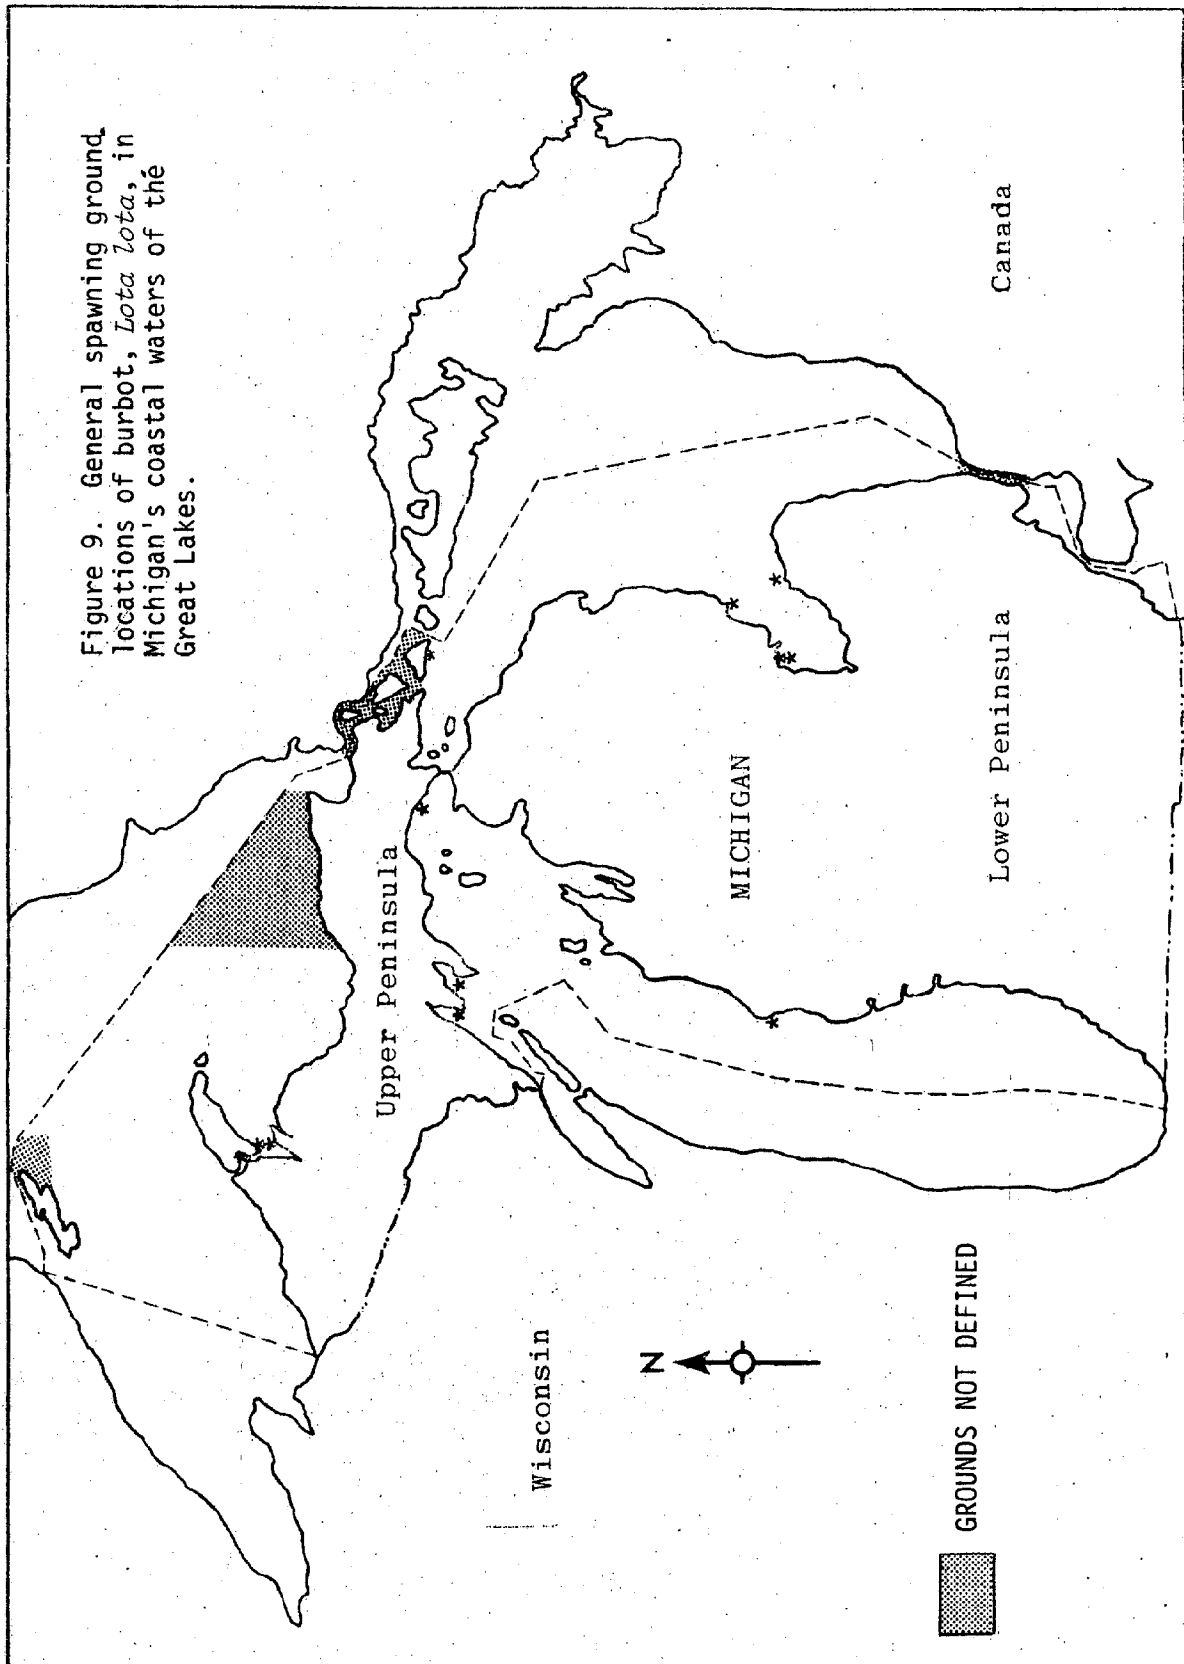 Figure 9. General spawning ground
locations of burbot, Lota lota, in
Michigan's coastal waters of the
Great Lakes.
Upper Peninsula
Wisconsin
N
MICHIGAN
Lower Peninsula
Canada
GROUNDS NOT DEFINED